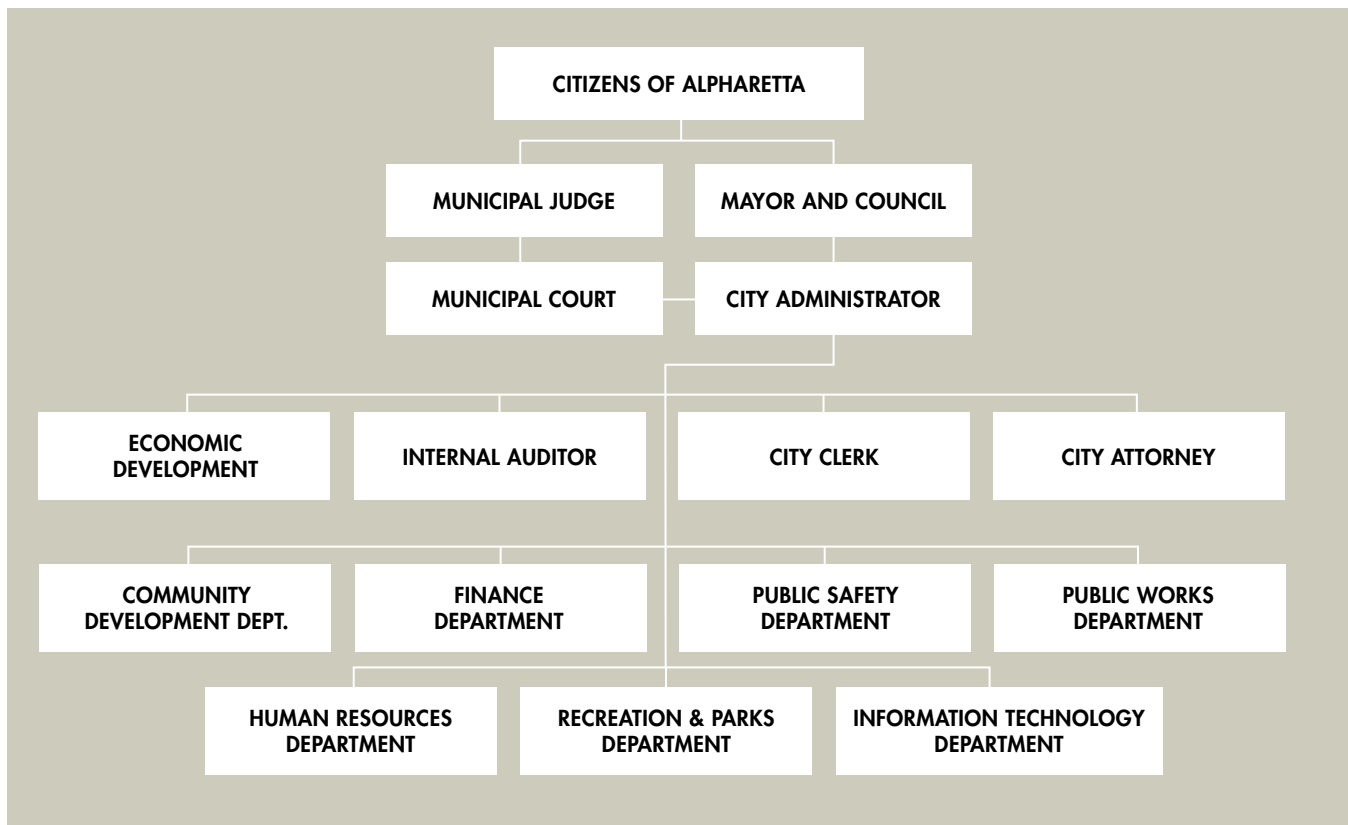 CITIZENS OF ALPHARETTA
MUNICIPAL JUDGE
MAYOR AND COUNCIL
MUNICIPAL COURT
CITY ADMINISTRATOR
ECONOMIC
DEVELOPMENT
INTERNAL AUDITOR
CITY CLERK
CITY ATTORNEY
COMMUNITY
DEVELOPMENT DEPT.
FINANCE
DEPARTMENT
PUBLIC SAFETY
DEPARTMENT
PUBLIC WORKS
DEPARTMENT
HUMAN RESOURCES
DEPARTMENT
RECREATION & PARKS
DEPARTMENT
INFORMATION TECHNOLOGY
DEPARTMENT